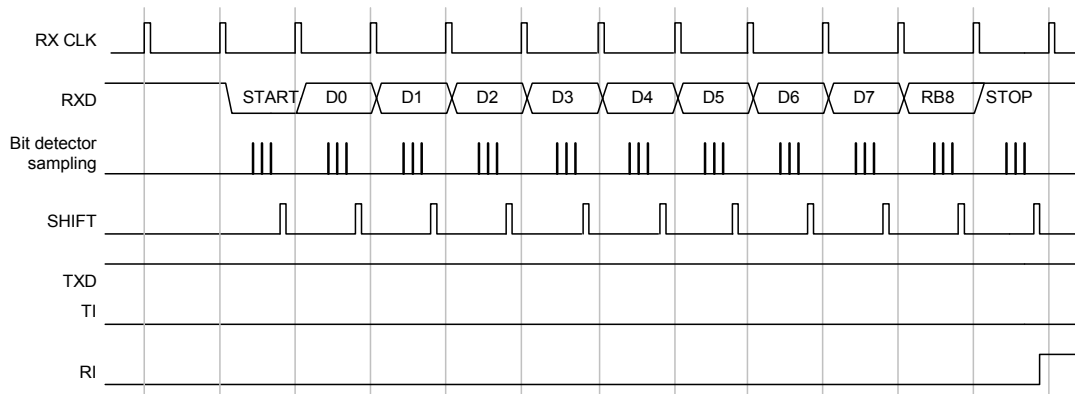 RX CLK
RXD
START D0 D1 D2 D3 D4 D5 D6 D7 RB8 STOP
Bit detector
sampling
SHIFT
TXD
TI
RI